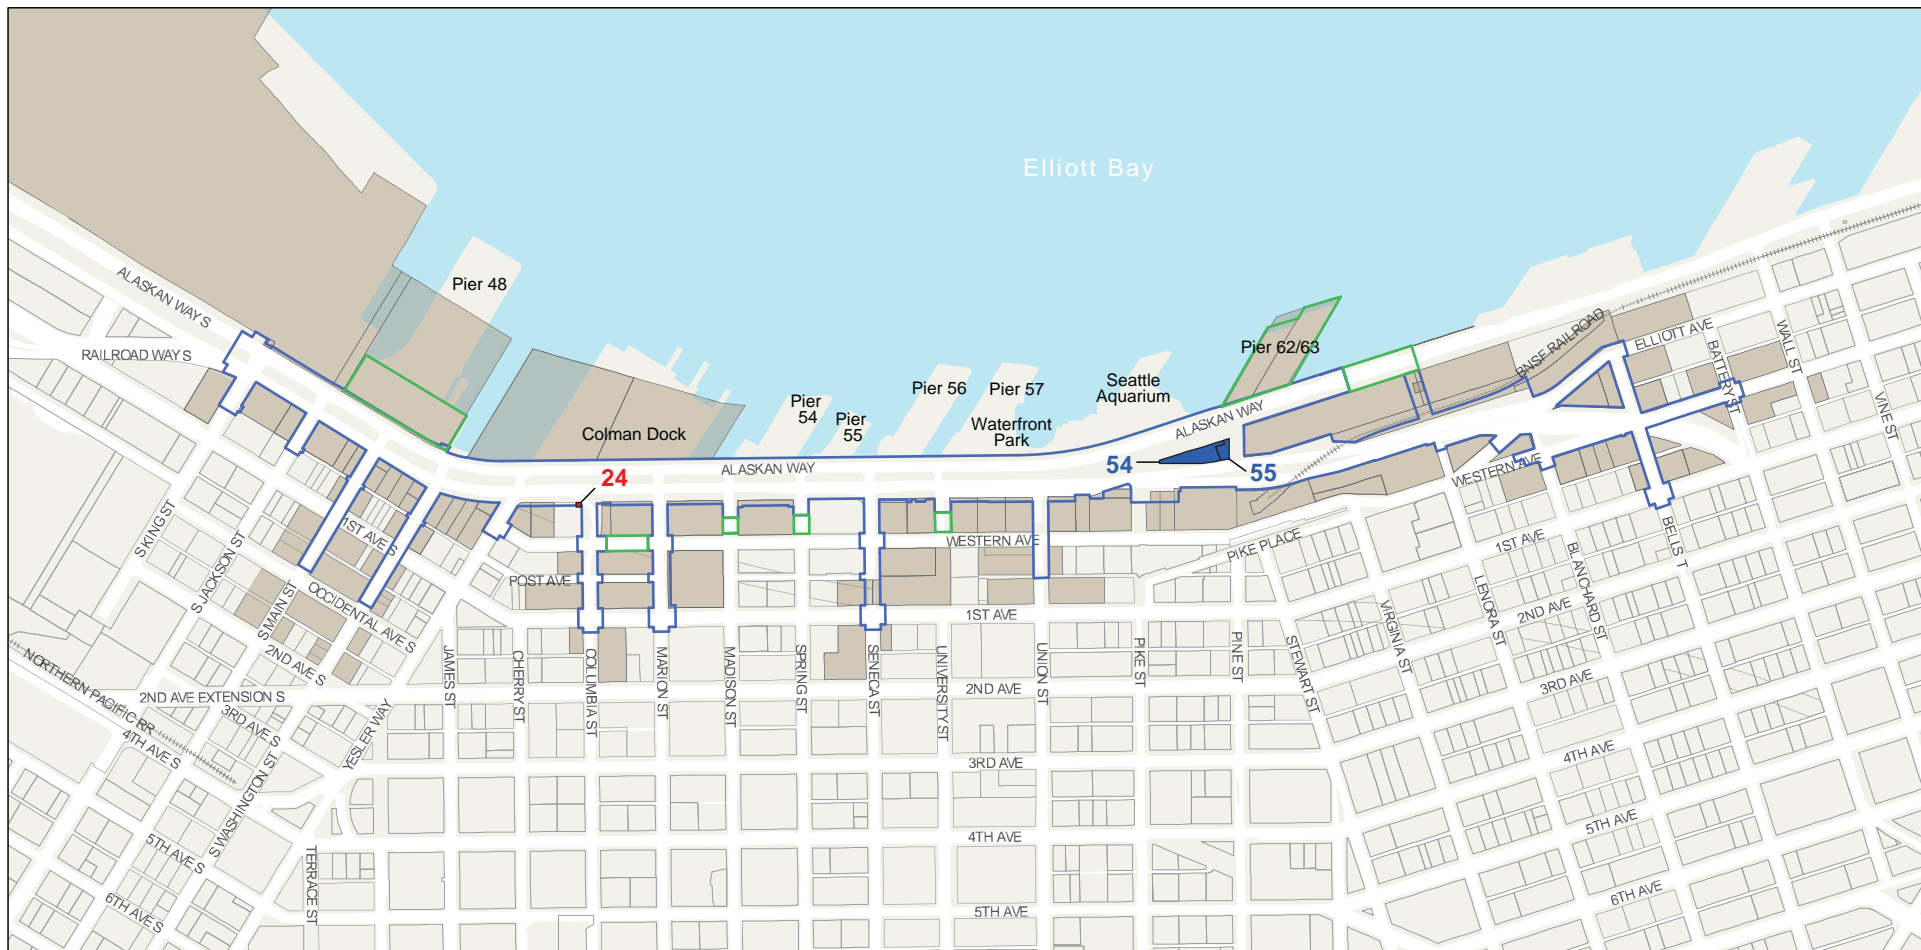 Elliott Bay
Pier 48
ALASKAN WAY S
RAILROAD WAY S
Colman Dock
Pier
54
Pier
55
Pier 56
Pier 57
Waterfront
Park
Seattle
Aquarium
Pier 62/63
ALASKAN WAY
ALASKAN WAY
BNSF RAILROAD
ELLIOTT AVE
BATTERY ST
WALL ST
VINE ST
24
54
55
WESTERN AVE
WESTERN AVE
PIKE PLACE
POST AVE
1ST AVE S
OCCIDENTAL AVE S
S KING ST
S JACKSON ST
S MAIN ST
2ND AVE S
2ND AVE EXTENSION S
NORTHERN PACIFIC RR
3RD AVE S
4TH AVE S
S WASHINGTON ST
YESLER WAY
5TH AVE S
6TH AVE S
TERRACE ST
JAMES ST
CHERRY ST
COLUMBIA ST
MARION ST
MADISON ST
SPRING ST
SENECA ST
UNIVERSITY ST
UNION ST
PIKE ST
PINE ST
STEWART ST
VIRGINIA ST
LENORA ST
BLANCHARD ST
BELL ST
1ST AVE
1ST AVE
2ND AVE
2ND AVE
3RD AVE
3RD AVE
4TH AVE
4TH AVE
5TH AVE
5TH AVE
6TH AVE